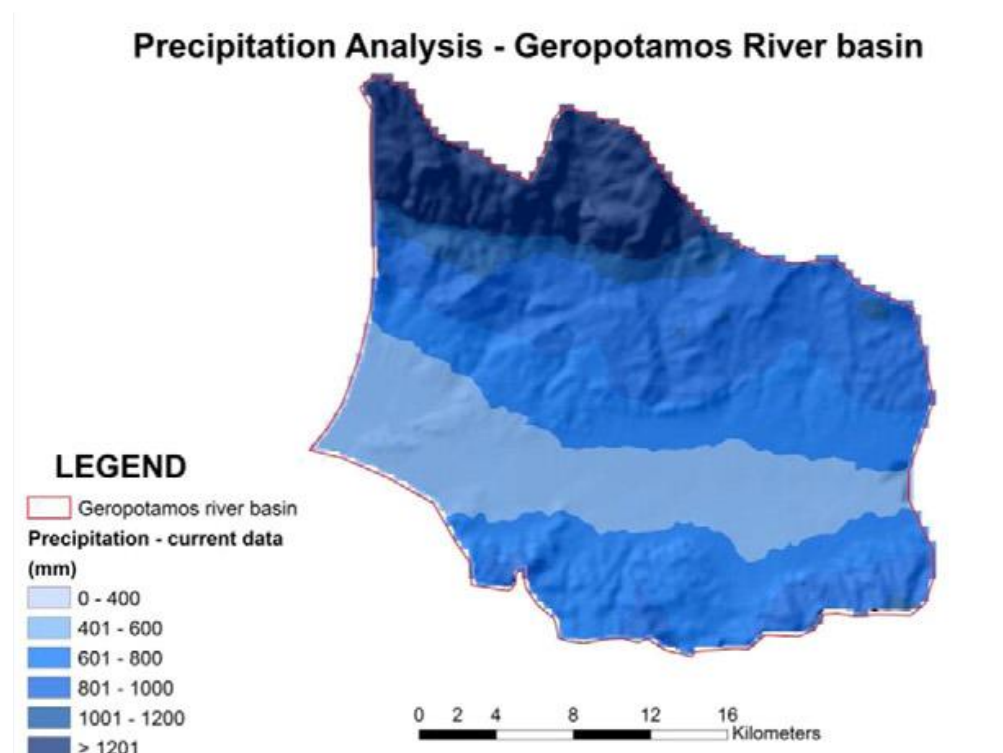 Precipitation Analysis - Geropotamos River basin
LEGEND
Geropotamos river basin
Precipitation - current data
(mm)
0 - 400
401 - 600
601 - 800
801 - 1000
1001 - 1200
> 1201
0 2 4 8 12 16
Kilometers